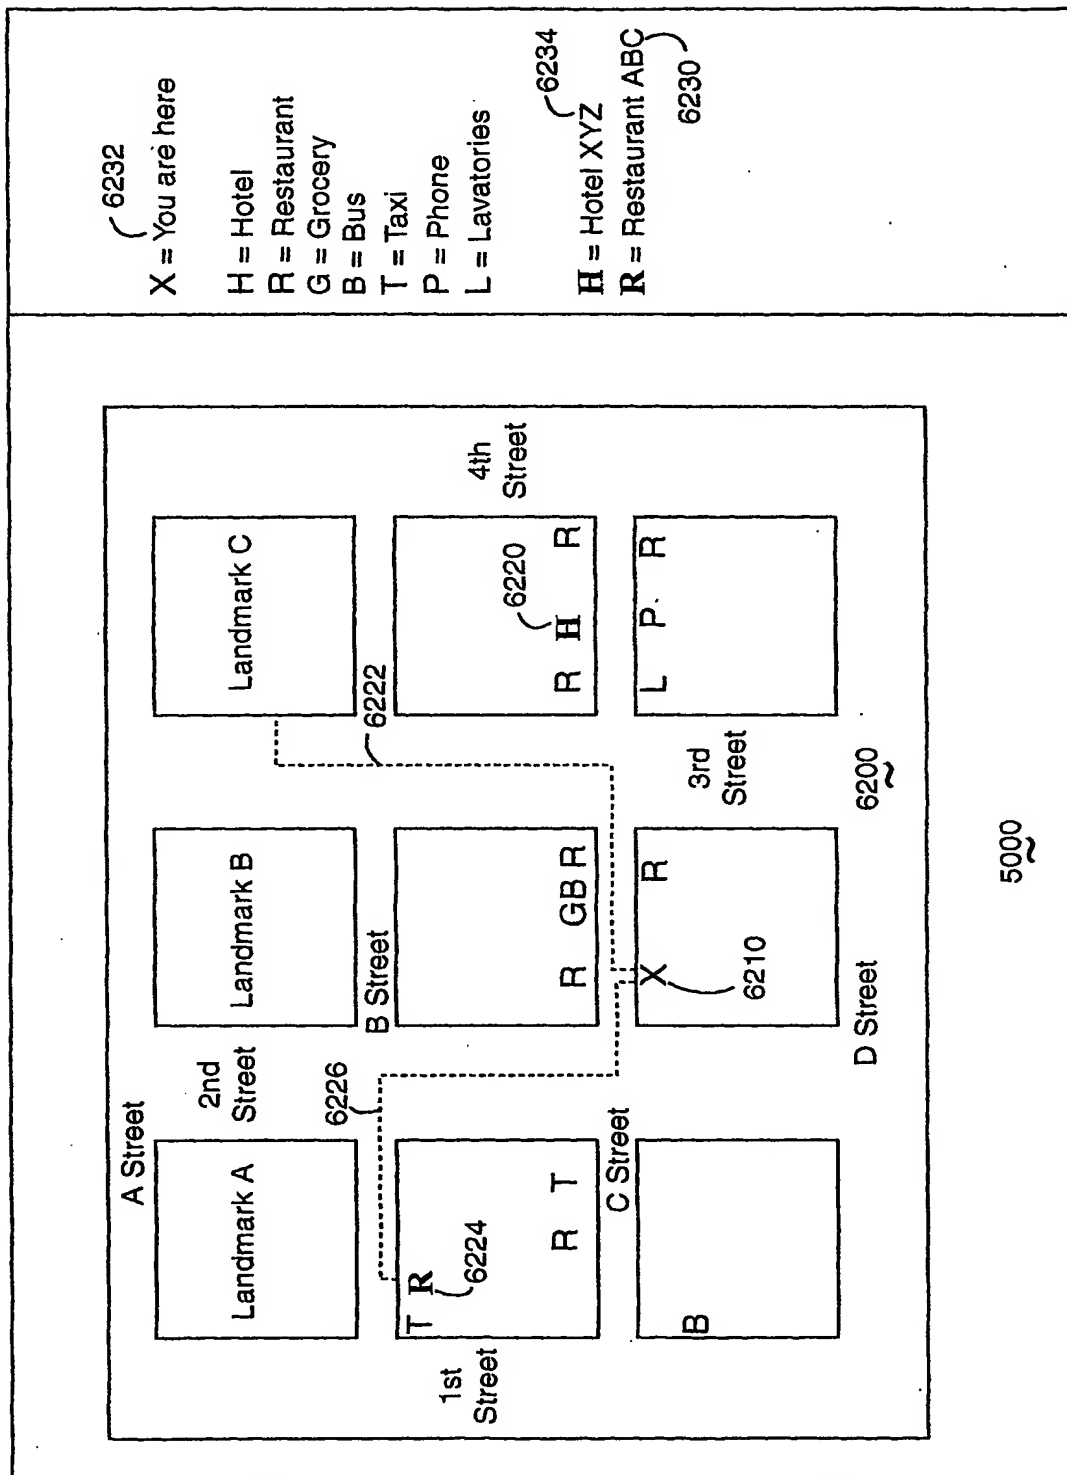 A Street
Landmark A
2nd
Street
Landmark B
Landmark C
6226
B Street
6222
1st
Street
T R
6224
R T
R GB R
6220
R H R
4th
Street
C Street
B
X R
6210
L P R
3rd
Street
D Street
6200
5000
6232
X = You are here
H = Hotel
R = Restaurant
G = Grocery
B = Bus
T = Taxi
P = Phone
L = Lavatories
6234
H = Hotel XYZ
R = Restaurant ABC
6230